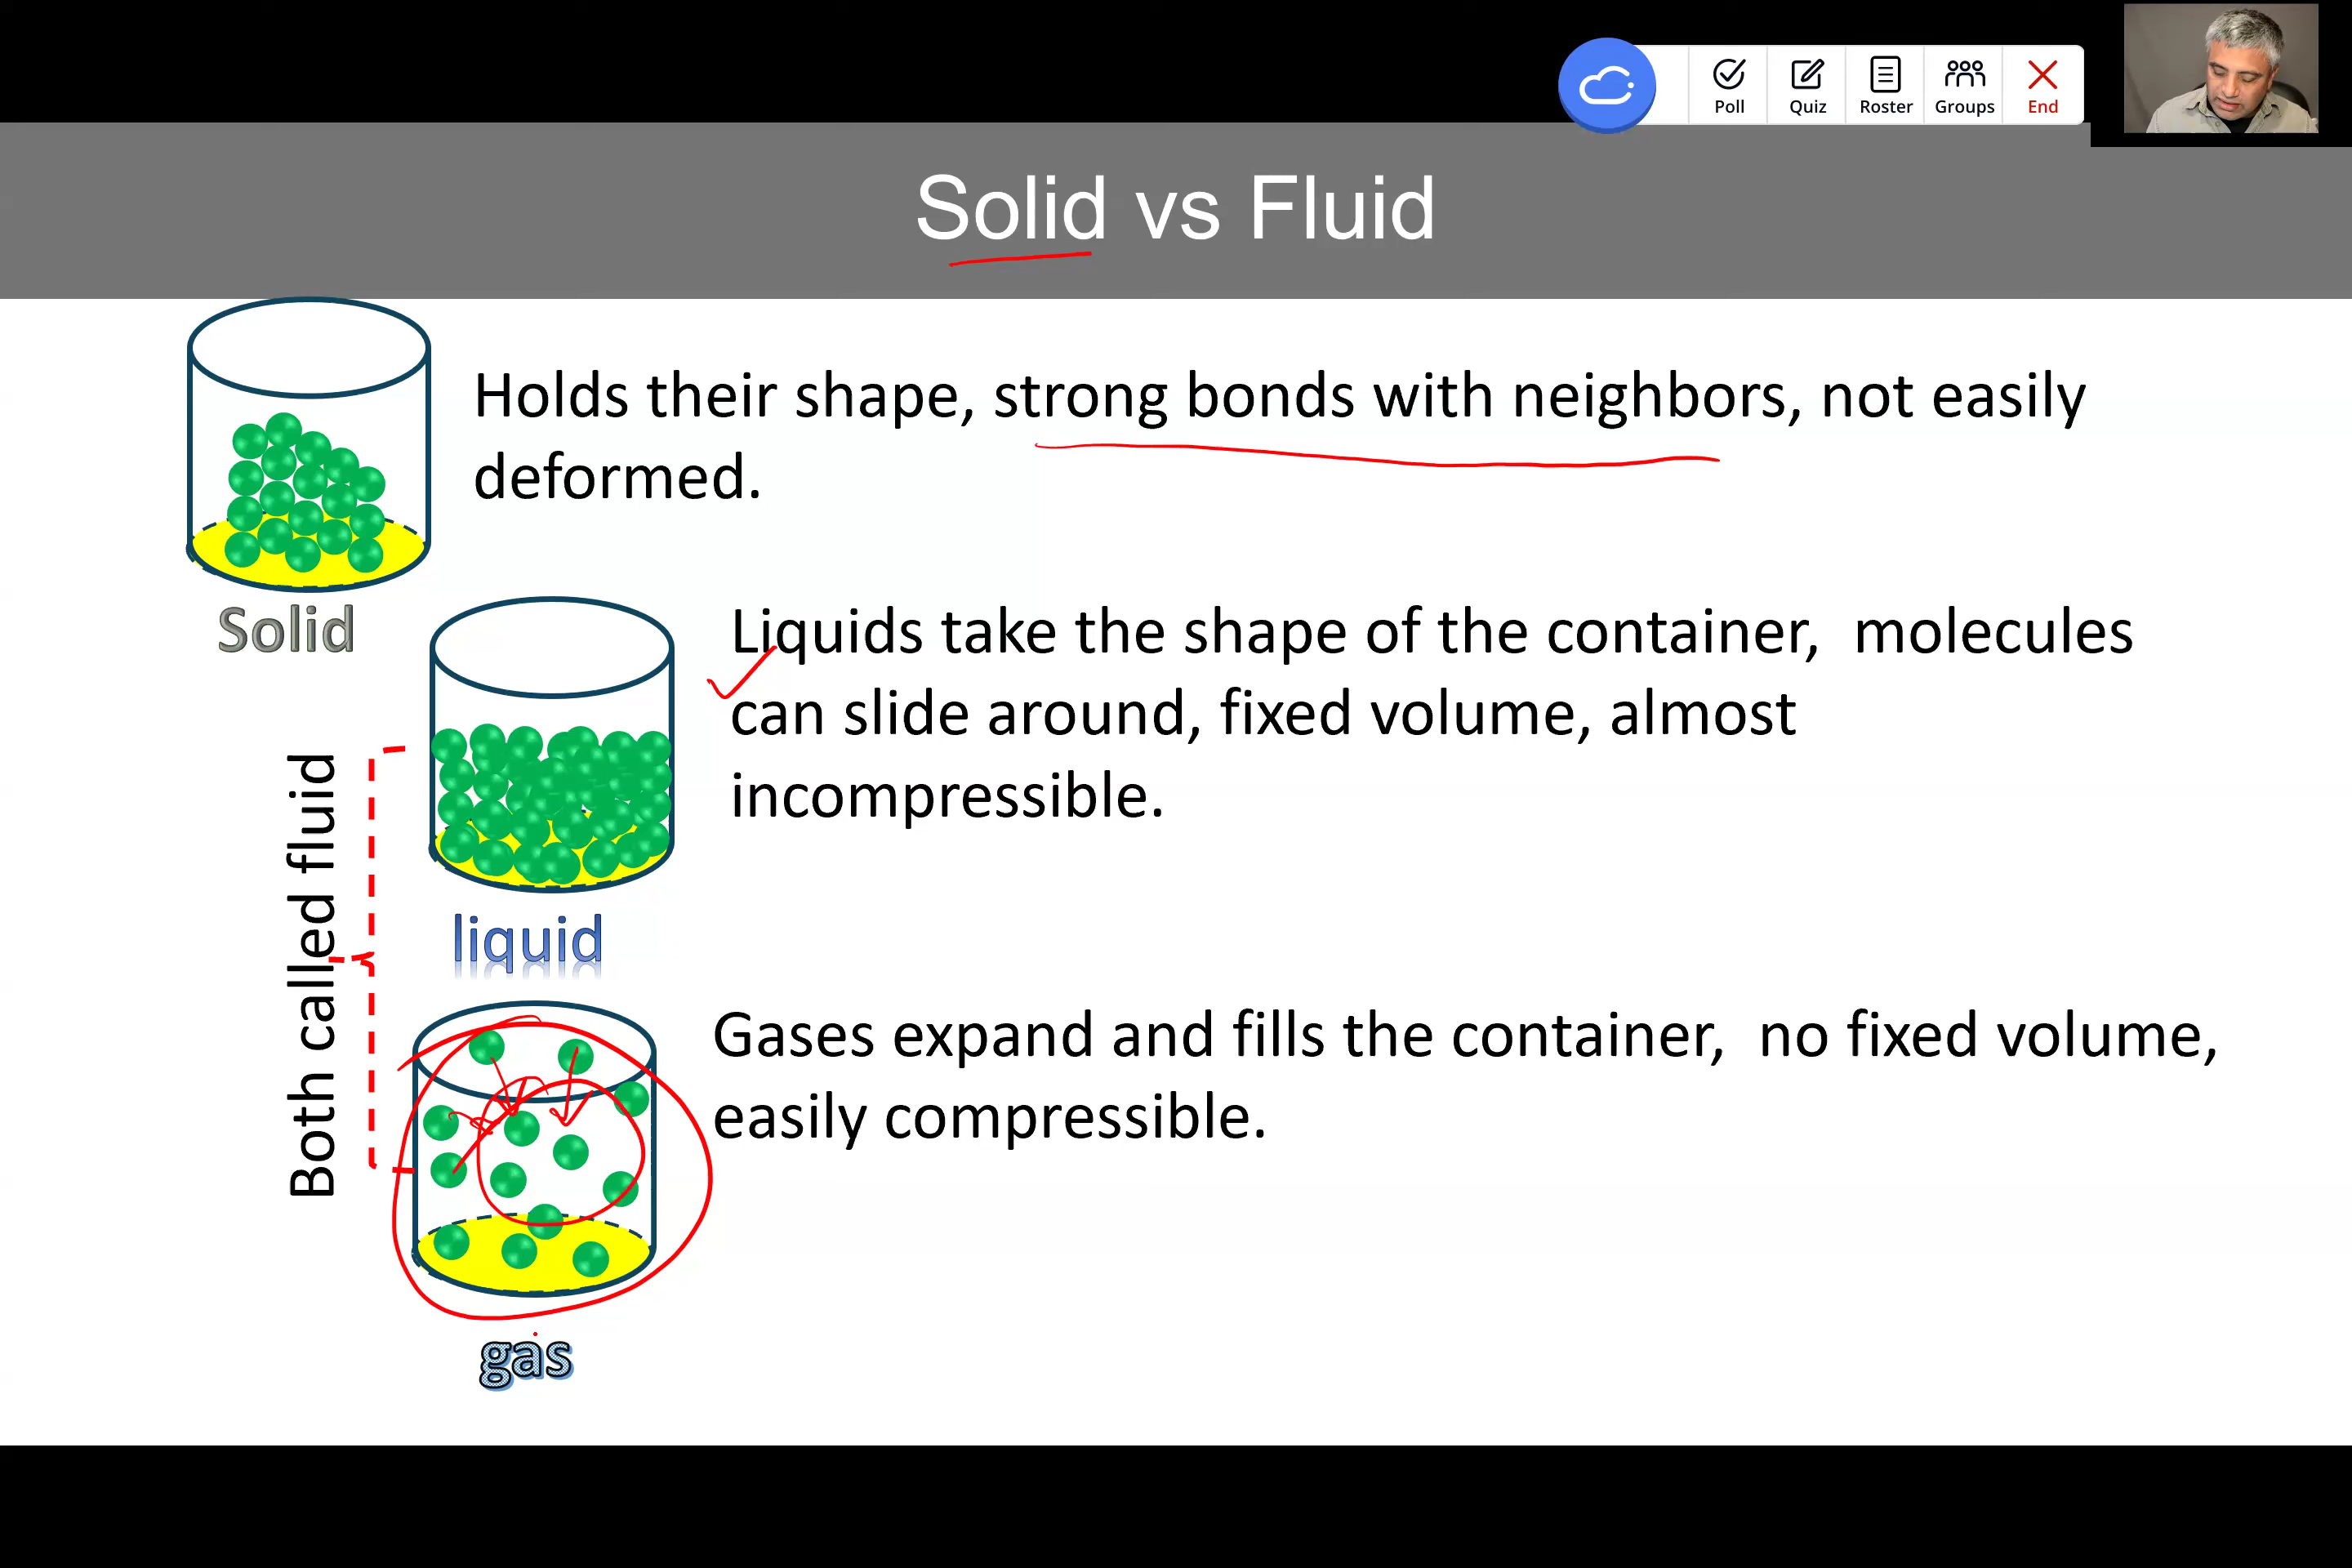 Poll
Quiz
Roster
Groups
End
Solid vs Fluid
Holds their shape, strong bonds with neighbors, not easily
deformed.
Solid
Liquids take the shape of the container, molecules
can slide around, fixed volume, almost
incompressible.
Both called fluid
liquid
Gases expand and fills the container, no fixed volume,
easily compressible.
gas